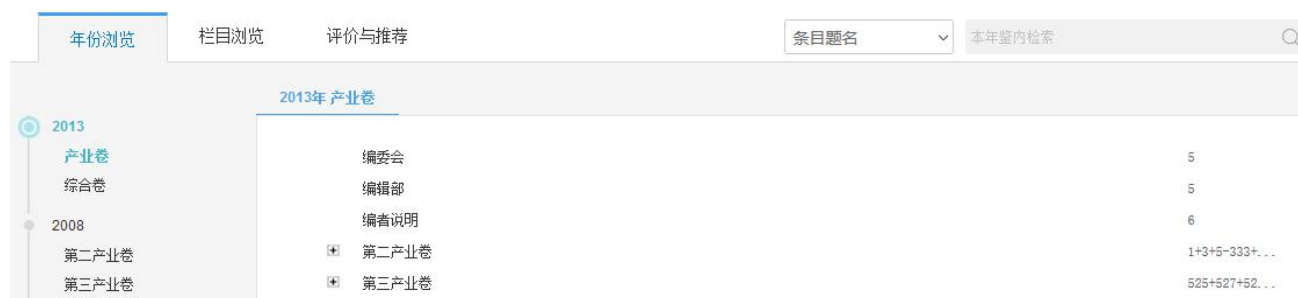 年份浏览 栏目浏览 评价与推荐 条目题名 本年鉴内检索
2013年 产业卷
2013
产业卷
综合卷
2008
第二产业卷
第三产业卷
编委会 5
编辑部 5
编者说明 6
第二产业卷 1+3+5-333+...
第三产业卷 525+527+52...